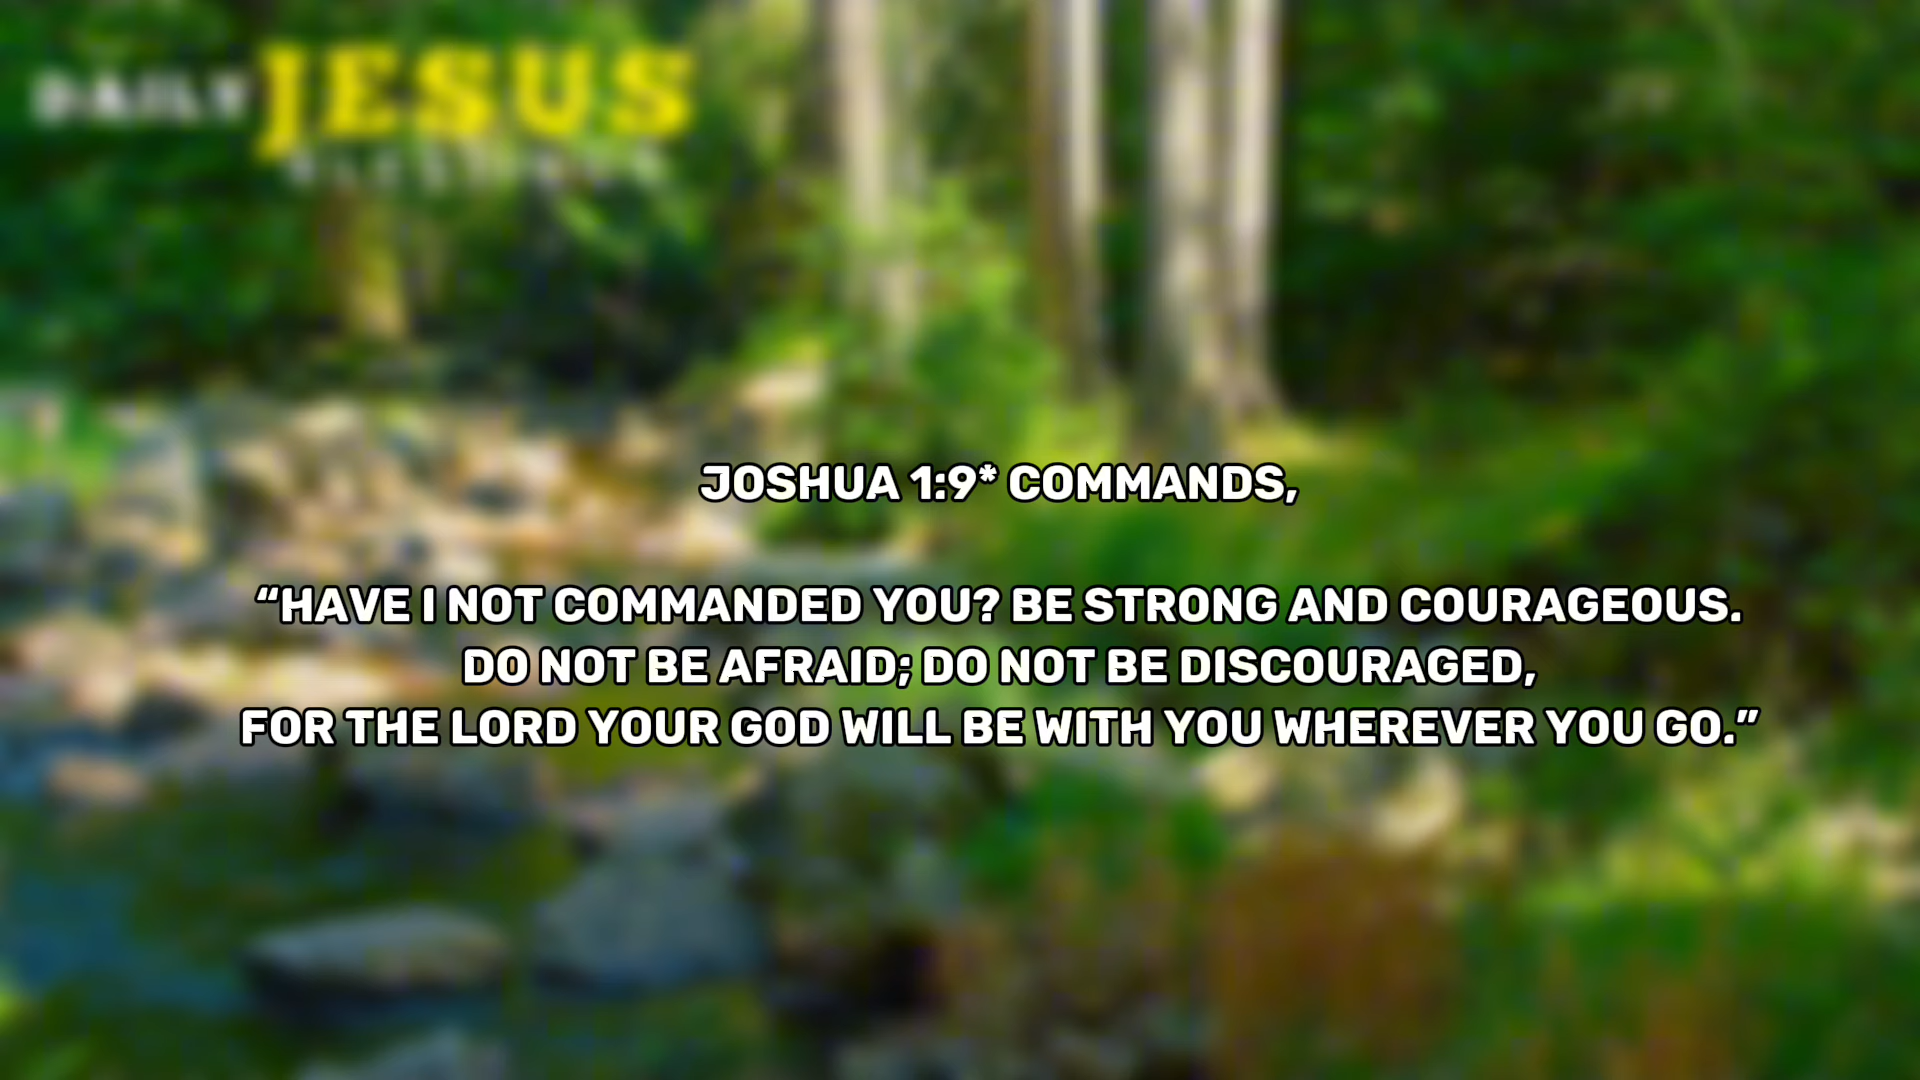 DAILY JESUS
JOSHUA 1:9* COMMANDS,
“HAVE I NOT COMMANDED YOU? BE STRONG AND COURAGEOUS.
DO NOT BE AFRAID; DO NOT BE DISCOURAGED,
FOR THE LORD YOUR GOD WILL BE WITH YOU WHEREVER YOU GO.”